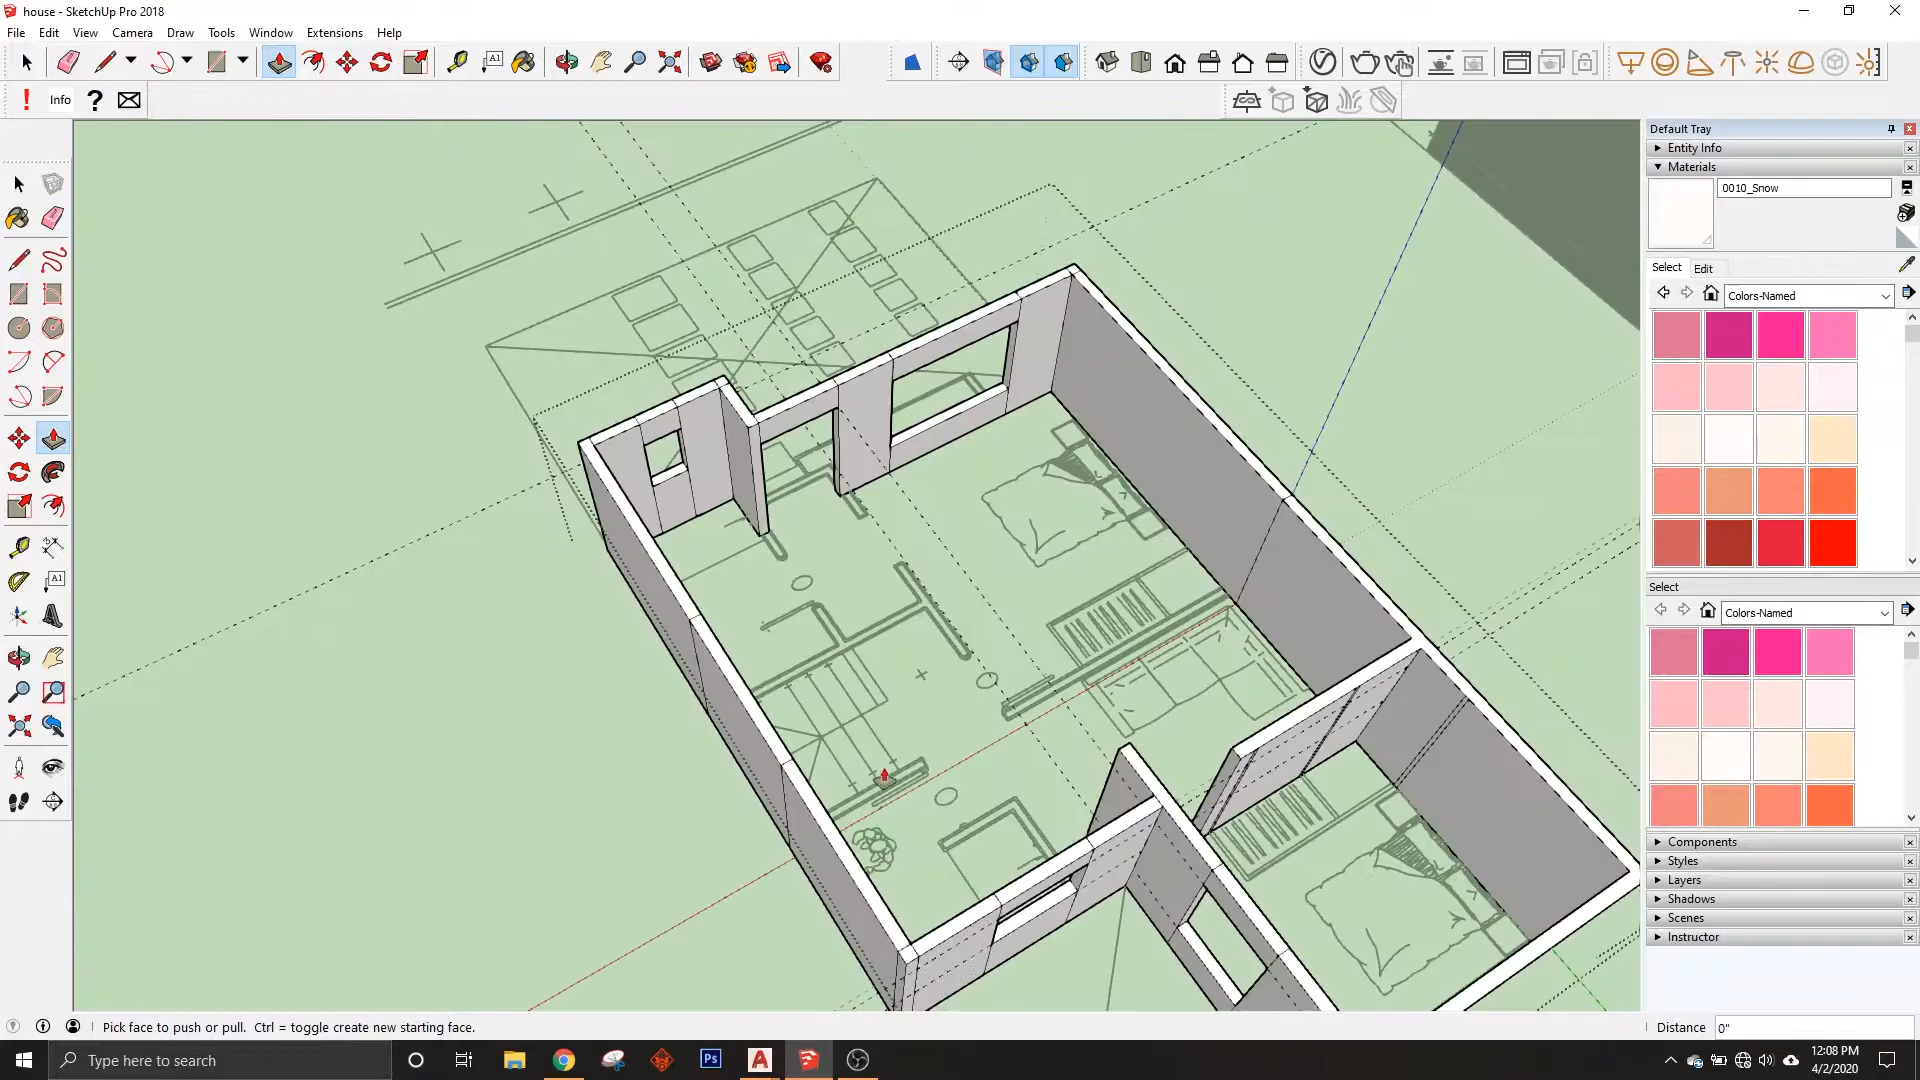 house - SketchUp Pro 2018
File Edit View Camera Draw Tools Window Extensions Help
A1
! Info ?
Default Tray
Entity Info
Materials
0010_Snow
Select Edit
Colors-Named
A1
Select
Colors-Named
Components
Styles
Layers
Shadows
Scenes
Instructor
Pick face to push or pull. Ctrl = toggle create new starting face.
Distance 0"
Type here to search
Ps
A
12:08 PM
4/2/2020